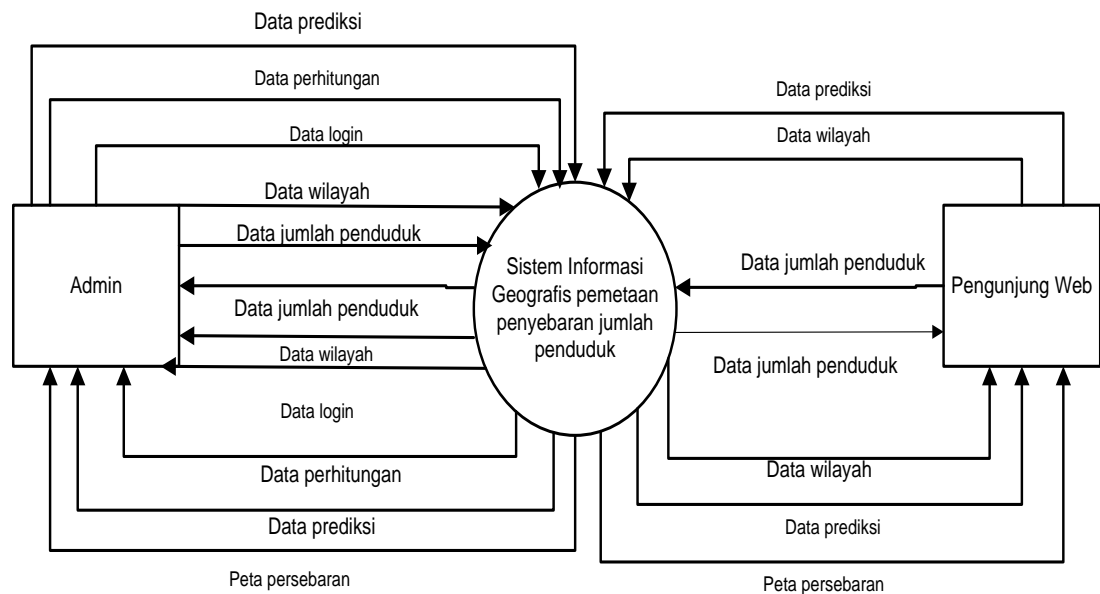 Data prediksi
Data perhitungan
Data prediksi
Data login
Data wilayah
Data wilayah
Data jumlah penduduk
Admin
Sistem Informasi
Geografis pemetaan
penyebaran jumlah
penduduk
Data jumlah penduduk
Pengunjung Web
Data jumlah penduduk
Data wilayah
Data jumlah penduduk
Data login
Data perhitungan
Data wilayah
Data prediksi
Data prediksi
Peta persebaran
Peta persebaran